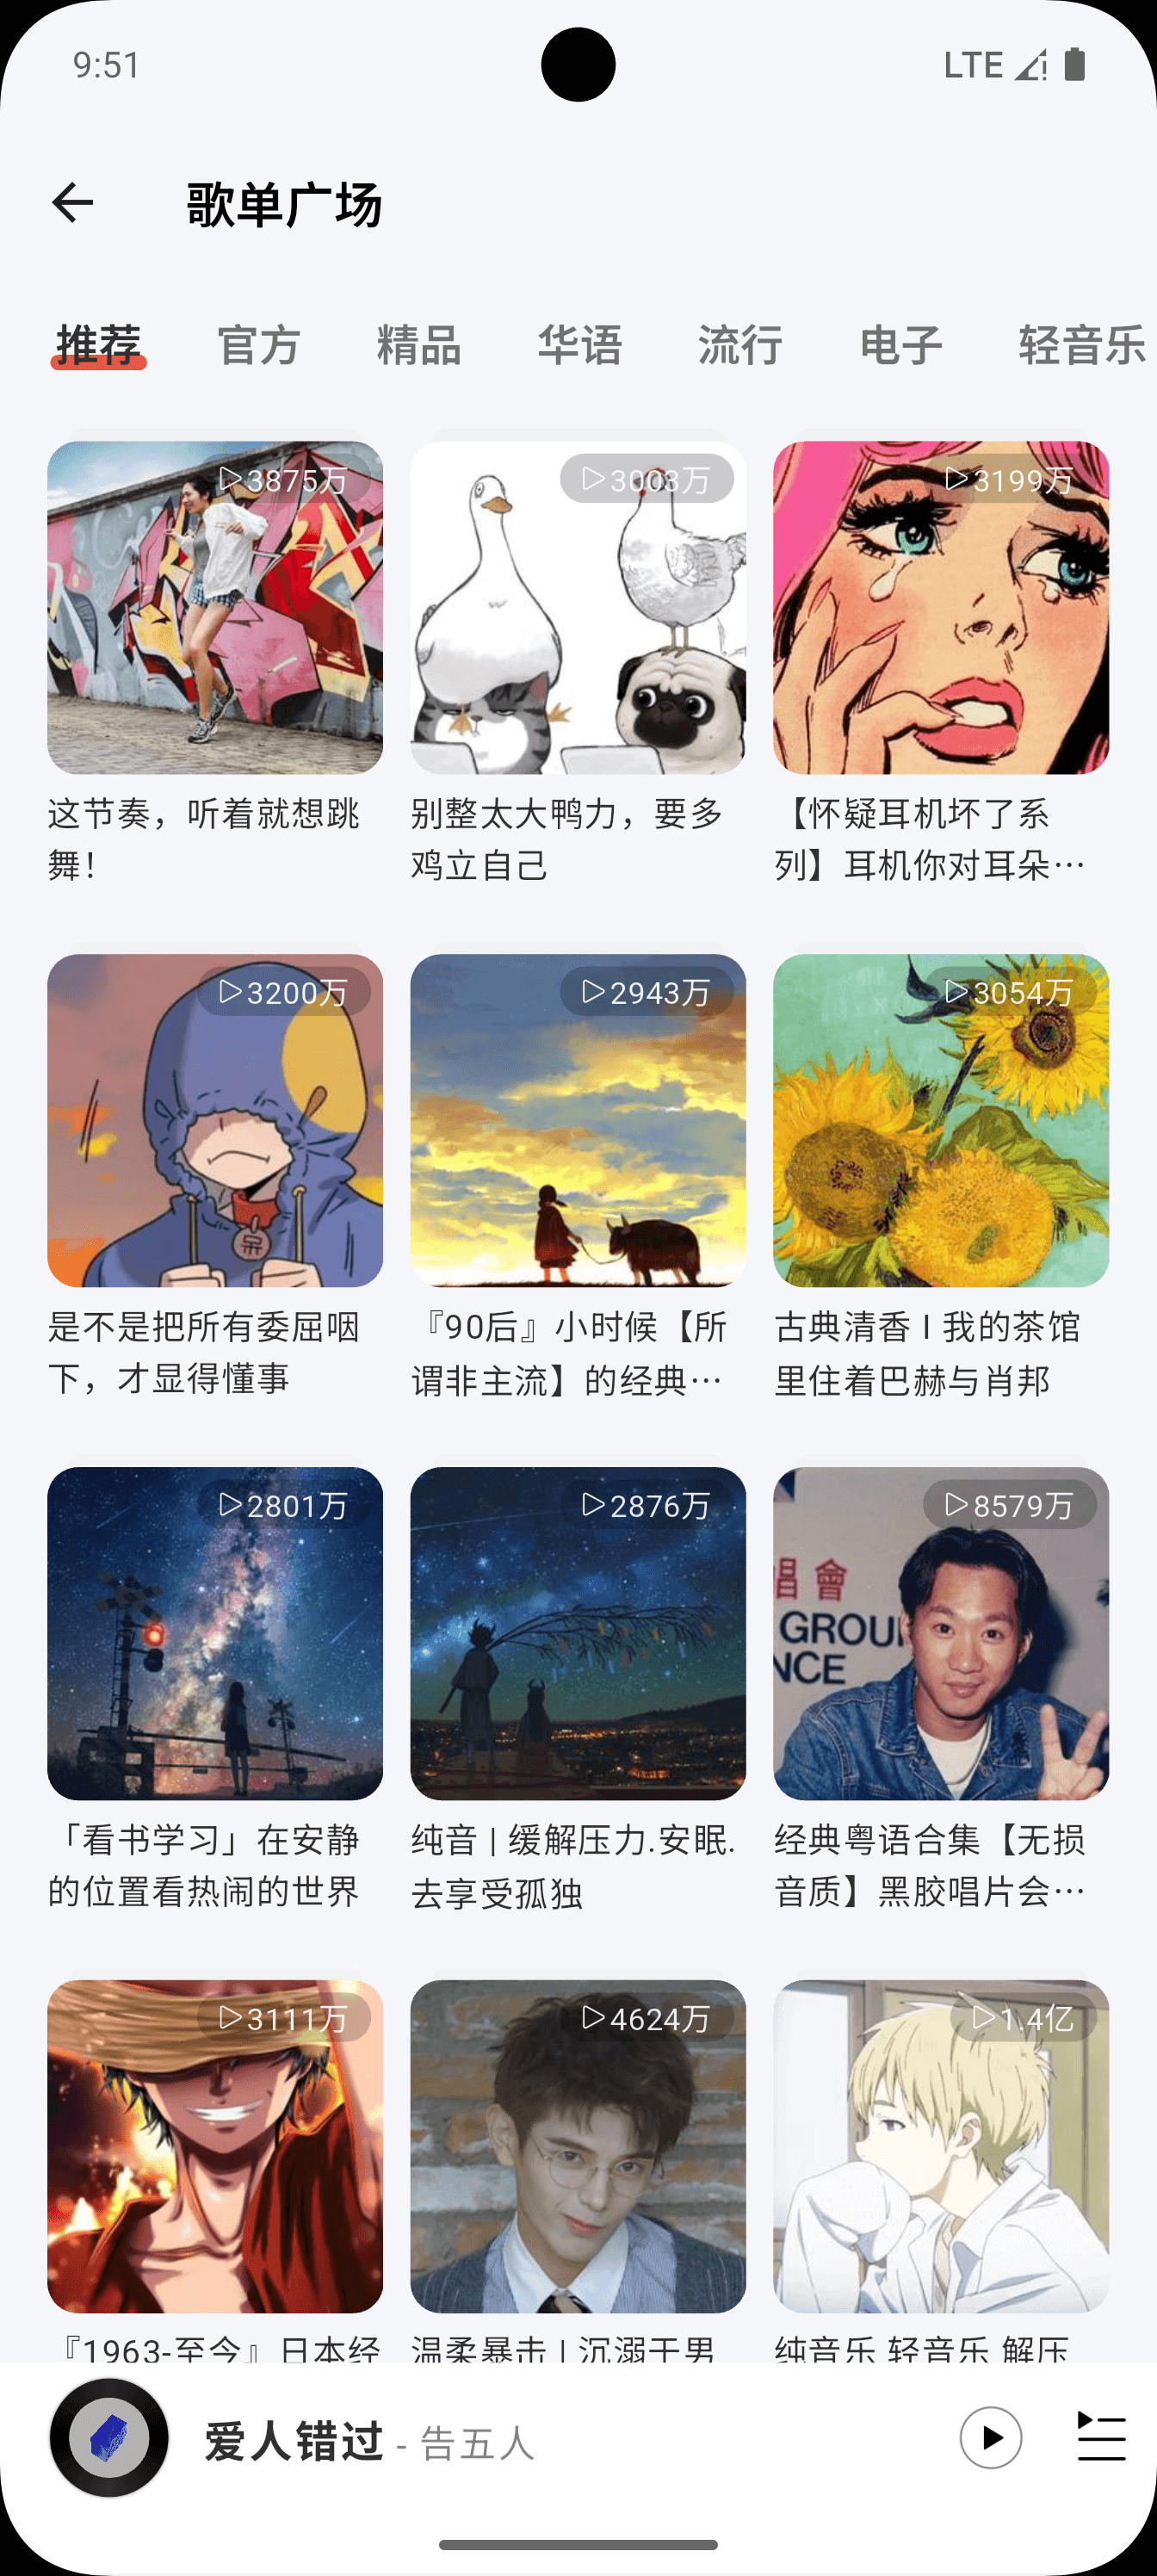 9:51
LTE
歌单广场
推荐 官方 精品 华语 流行 电子 轻音乐
3875万 3003万 3199万
这节奏，听着就想跳
舞！
别整太大鸭力，要多
鸡立自己
【怀疑耳机坏了系
列】耳机你对耳朵…
3200万 2943万 3054万
呆
是不是把所有委屈咽
下，才显得懂事
『90后』小时候【所
谓非主流】的经典…
古典清香 I 我的茶馆
里住着巴赫与肖邦
2801万 2876万 8579万
唱會
GROU
NCE
「看书学习」在安静
的位置看热闹的世界
纯音 | 缓解压力.安眠.
去享受孤独
经典粤语合集【无损
音质】黑胶唱片会…
3111万 4624万 1.4亿
『1963-至今』日本经
温柔暴击 | 沉溺于男
纯音乐 轻音乐 解压
爱人错过 - 告五人